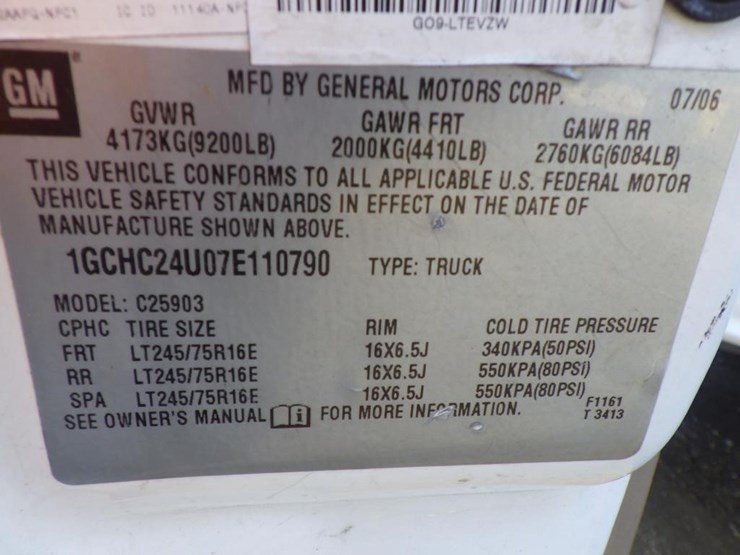 11140A-NPC
GO9-LTEVZW
GM
MFD BY GENERAL MOTORS CORP. 07/06
GVWR GAWR FRT GAWR RR
4173KG(9200LB) 2000KG(4410LB) 2760KG(6084LB)
THIS VEHICLE CONFORMS TO ALL APPLICABLE U.S. FEDERAL MOTOR
VEHICLE SAFETY STANDARDS IN EFFECT ON THE DATE OF
MANUFACTURE SHOWN ABOVE.
1GCHC24U07E110790 TYPE: TRUCK
MODEL: C25903
CPHC TIRE SIZE RIM COLD TIRE PRESSURE
FRT LT245/75R16E 16X6.5J 340KPA(50PSI)
RR LT245/75R16E 16X6.5J 550KPA(80PSI)
SPA LT245/75R16E 16X6.5J 550KPA(80PSI) F1161
SEE OWNER'S MANUAL i FOR MORE INFORMATION. T 3413